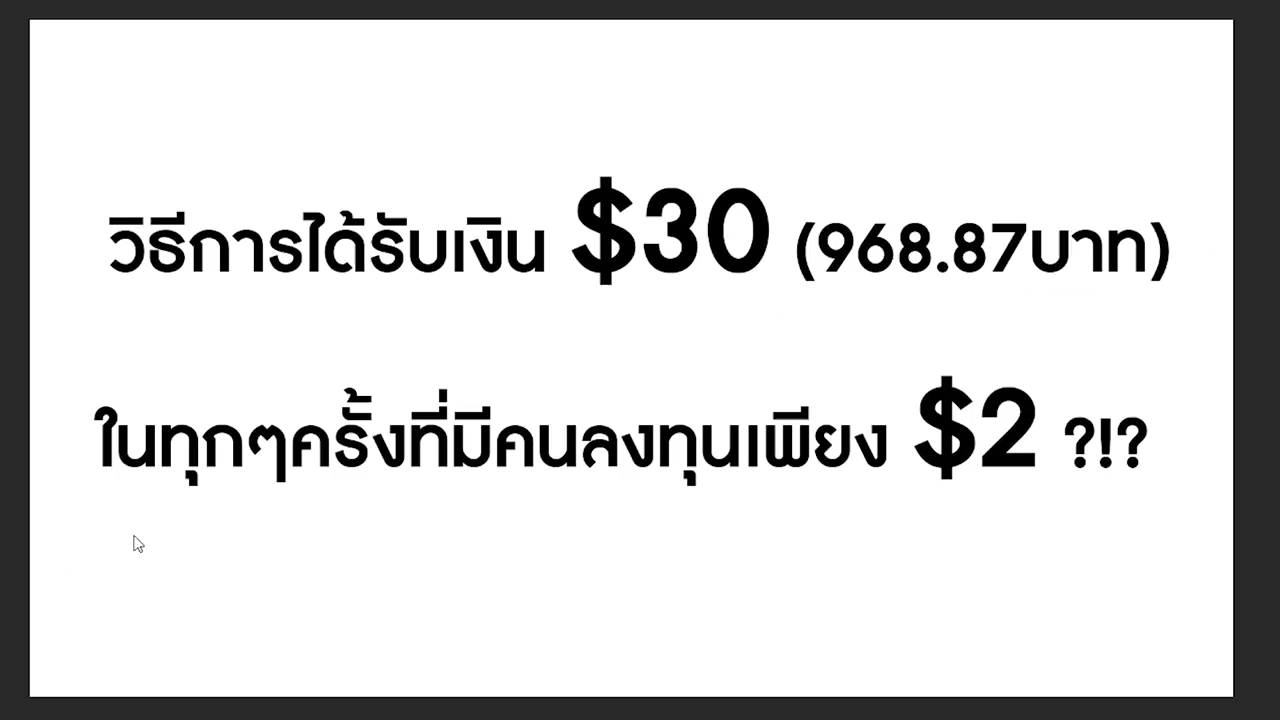 วิธีการได้รับเงิน $30 (968.87บาท)
ในทุกๆครั้งที่มีคนลงทุนเพียง $2 ?!?